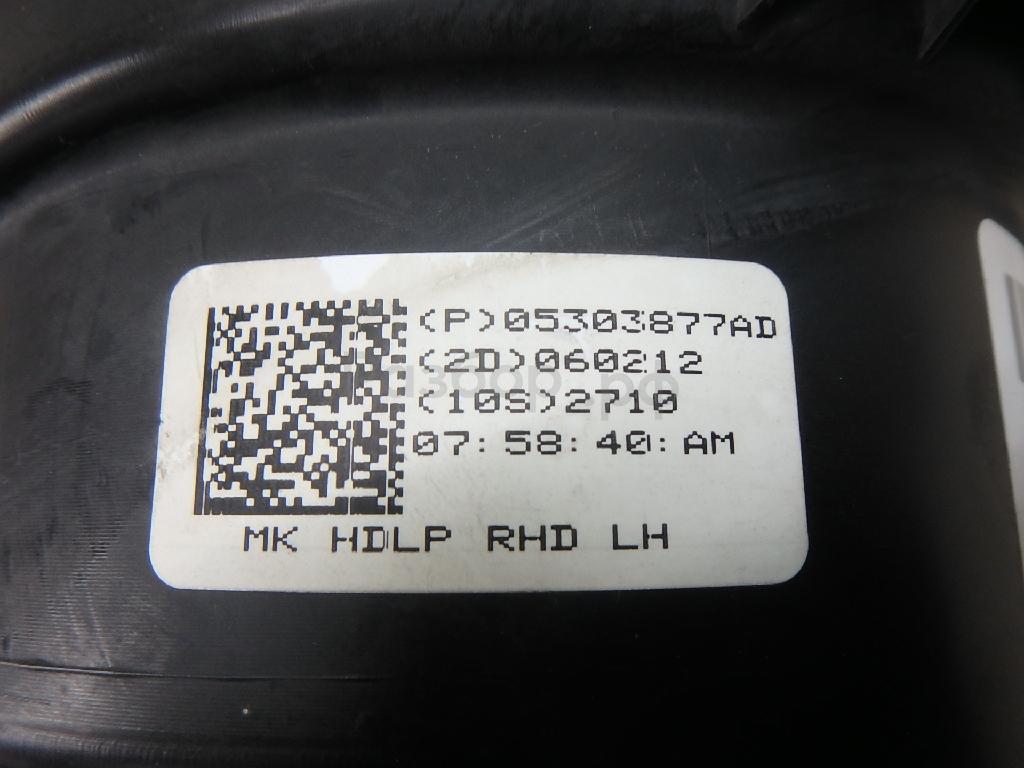 (P)05303877AD
(2D)060212
(10S)2710
07:58:40:AM
MK HDLP RHD LH